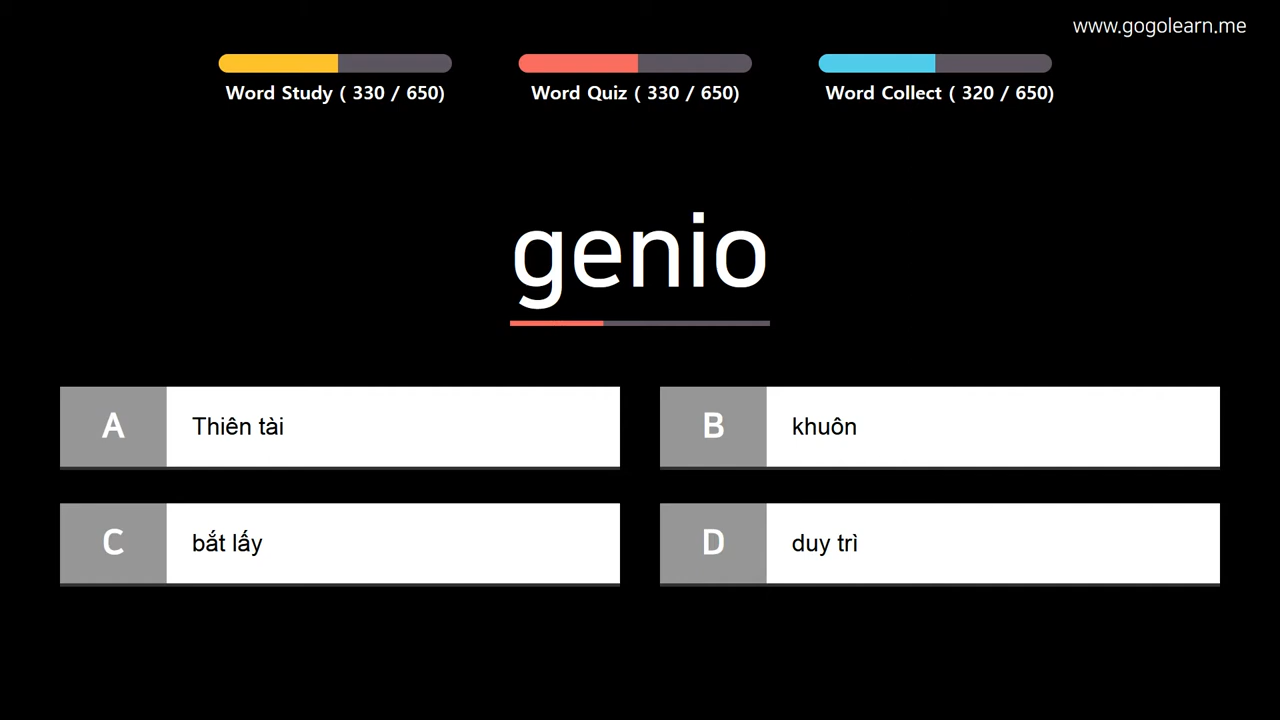 www.gogolearn.me
Word Study ( 330 / 650)
Word Quiz ( 330 / 650)
Word Collect ( 320 / 650)
genio
A
Thiên tài
B
khuôn
C
bắt lấy
D
duy trì